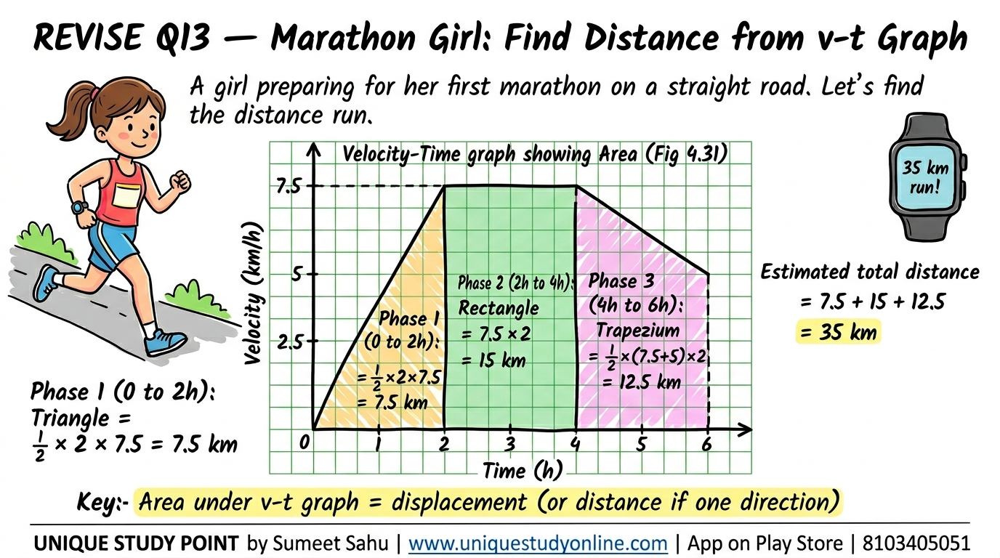 REVISE Q13 — Marathon Girl: Find Distance from v-t Graph
A girl preparing for her first marathon on a straight road. Let's find
the distance run.
Velocity-Time graph showing Area (Fig 4.31)
7.5
5
2.5
0
1
2
3
4
5
6
Velocity (km/h)
Time (h)
Phase 1
(0 to 2h):
= 1/2 × 2 × 7.5
= 7.5 km
Phase 2 (2h to 4h):
Rectangle
= 7.5 × 2
= 15 km
Phase 3
(4h to 6h):
Trapezium
= 1/2 × (7.5+5) × 2
= 12.5 km
35 km
run!
Estimated total distance
= 7.5 + 15 + 12.5
= 35 km
Phase 1 (0 to 2h):
Triangle =
1/2 × 2 × 7.5 = 7.5 km
Key:- Area under v-t graph = displacement (or distance if one direction)
UNIQUE STUDY POINT by Sumeet Sahu | www.uniquestudyonline.com | App on Play Store | 8103405051